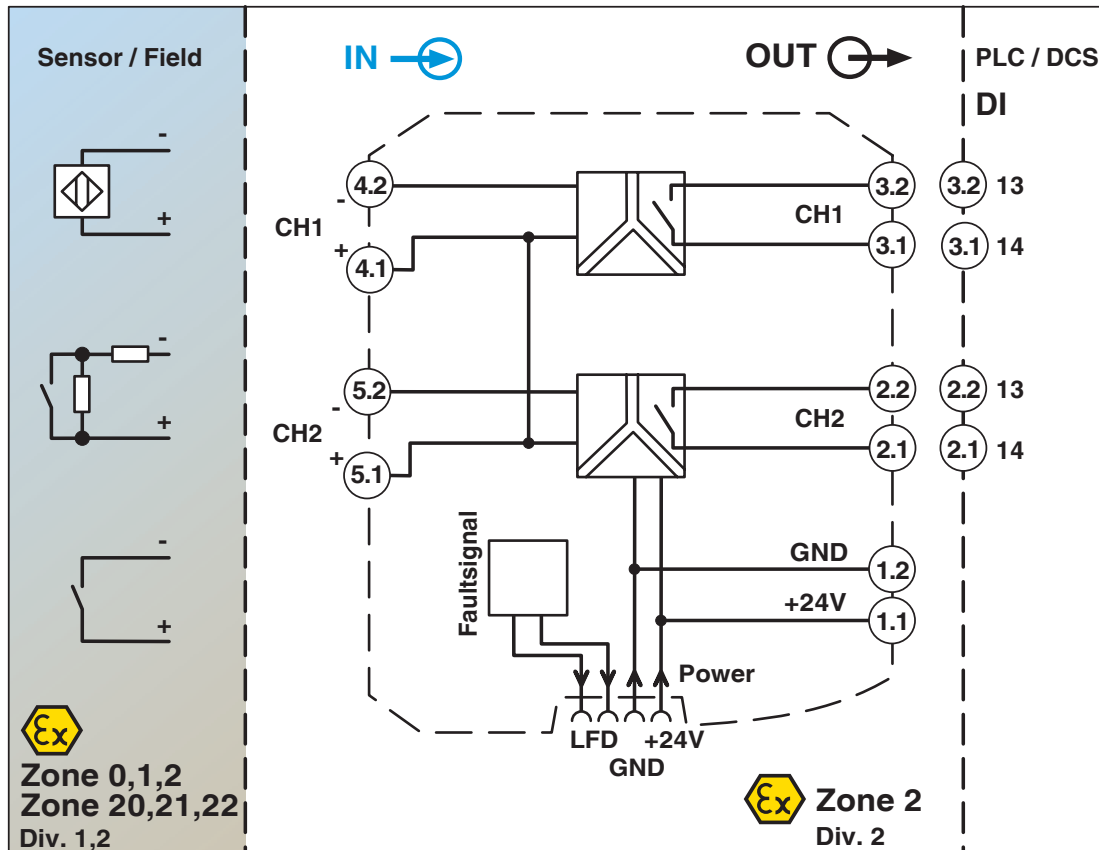 Sensor / Field
IN
OUT
PLC / DCS
DI
-
+
4.2
-
CH1
+
4.1
3.2
CH1
3.1
3.2 13
3.1 14
-
+
5.2
-
CH2
+
5.1
2.2
CH2
2.1
2.2 13
2.1 14
-
+
Faultsignal
GND
1.2
+24V
1.1
Power
LFD
+24V
GND
Ex
Zone 0,1,2
Zone 20,21,22
Div. 1,2
Ex
Zone 2
Div. 2